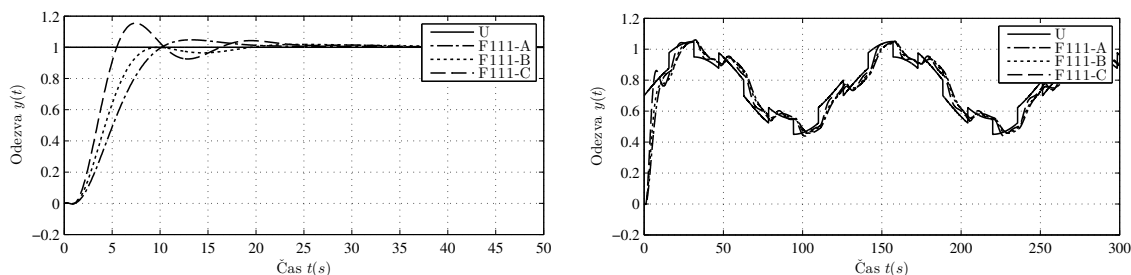 1.2
1
0.8
0.6
0.4
0.2
0
−0.2
0 5 10 15 20 25 30 35 40 45 50
Odezva y(t)
Čas t(s)
U
F111-A
F111-B
F111-C
1.2
1
0.8
0.6
0.4
0.2
0
−0.2
0 50 100 150 200 250 300
Odezva y(t)
Čas t(s)
U
F111-A
F111-B
F111-C